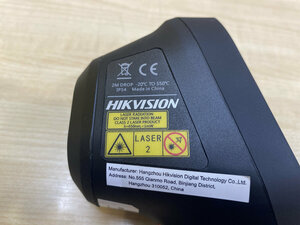 2M DROP -20°C TO 550°C
IP54 Made in China
HIKVISION
LASER RADIATION
DO NOT STARE INTO BEAM
CLASS 2 LASER PRODUCT
LASER
2
Manufacturer: Hangzhou Hikvision Digital Technology Co., Ltd.
Address: No.555 Qianmo Road, Binjiang District,
Hangzhou 310052, China